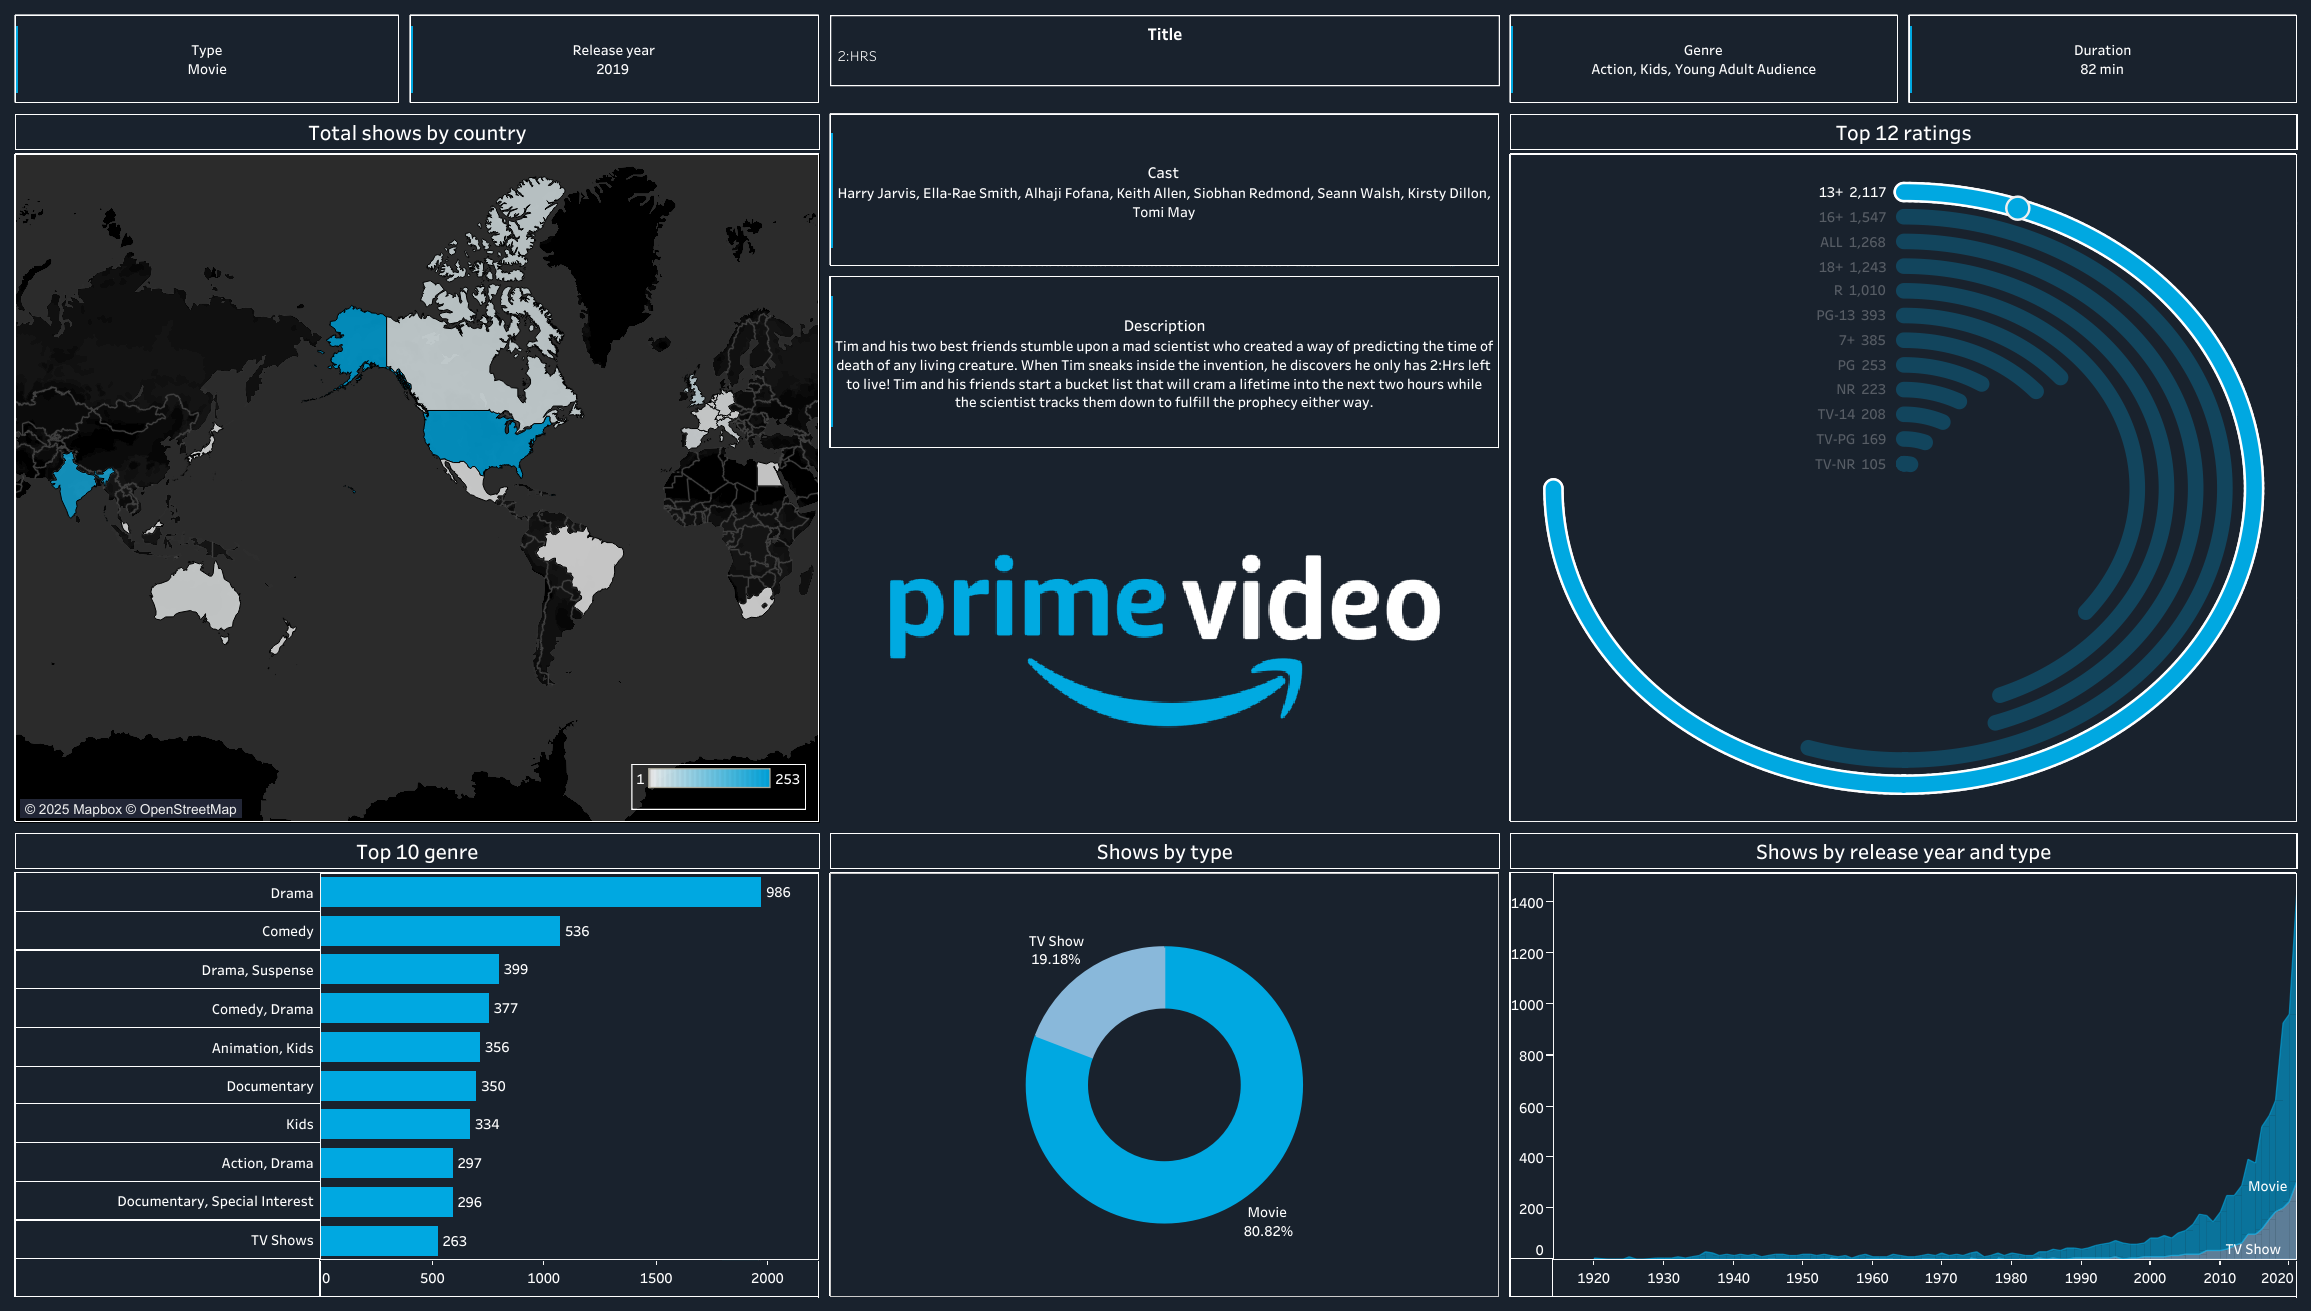 Type
Movie
Release year
2019
Title
2:HRS
Genre
Action, Kids, Young Adult Audience
Duration
82 min
Total shows by country
1
253
© 2025 Mapbox © OpenStreetMap
Cast
Harry Jarvis, Ella-Rae Smith, Alhaji Fofana, Keith Allen, Siobhan Redmond, Seann Walsh, Kirsty Dillon,
Tomi May
Description
Tim and his two best friends stumble upon a mad scientist who created a way of predicting the time of
death of any living creature. When Tim sneaks inside the invention, he discovers he only has 2:Hrs left
to live! Tim and his friends start a bucket list that will cram a lifetime into the next two hours while
the scientist tracks them down to fulfill the prophecy either way.
prime video
Top 12 ratings
13+ 2,117
16+ 1,547
ALL 1,268
18+ 1,243
R 1,010
PG-13 393
7+ 385
PG 253
NR 223
TV-14 208
TV-PG 169
TV-NR 105
Top 10 genre
Drama 986
Comedy 536
Drama, Suspense 399
Comedy, Drama 377
Animation, Kids 356
Documentary 350
Kids 334
Action, Drama 297
Documentary, Special Interest 296
TV Shows 263
0 500 1000 1500 2000
Shows by type
TV Show
19.18%
Movie
80.82%
Shows by release year and type
1400
1200
1000
800
600
400
200
0
Movie
TV Show
1920 1930 1940 1950 1960 1970 1980 1990 2000 2010 2020